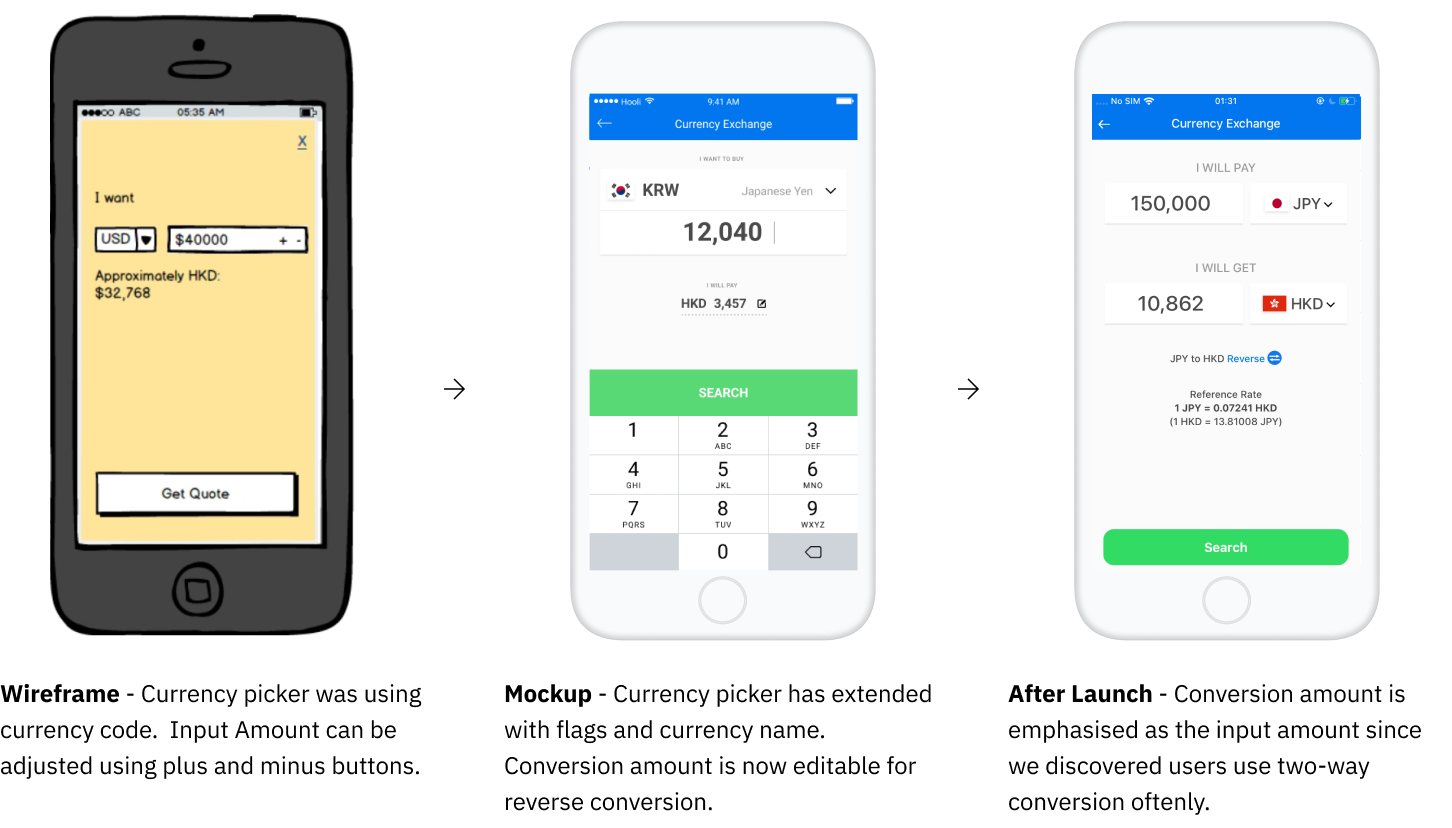 ABC 05:35 AM
X
I want
USD $40000 + -
Approximately HKD:
$32,768
Get Quote
Hooli 9:41 AM
Currency Exchange
I WANT TO BUY
KRW Japanese Yen
12,040
I WILL PAY
HKD 3,457
SEARCH
1 2 3
ABC DEF
4 5 6
GHI JKL MNO
7 8 9
PQRS TUV WXYZ
0
No SIM 01:31
Currency Exchange
I WILL PAY
150,000 JPY
I WILL GET
10,862 HKD
JPY to HKD Reverse
Reference Rate
1 JPY = 0.07241 HKD
(1 HKD = 13.81008 JPY)
Search
Wireframe - Currency picker was using
currency code.  Input Amount can be
adjusted using plus and minus buttons.
Mockup - Currency picker has extended
with flags and currency name.
Conversion amount is now editable for
reverse conversion.
After Launch - Conversion amount is
emphasised as the input amount since
we discovered users use two-way
conversion oftenly.